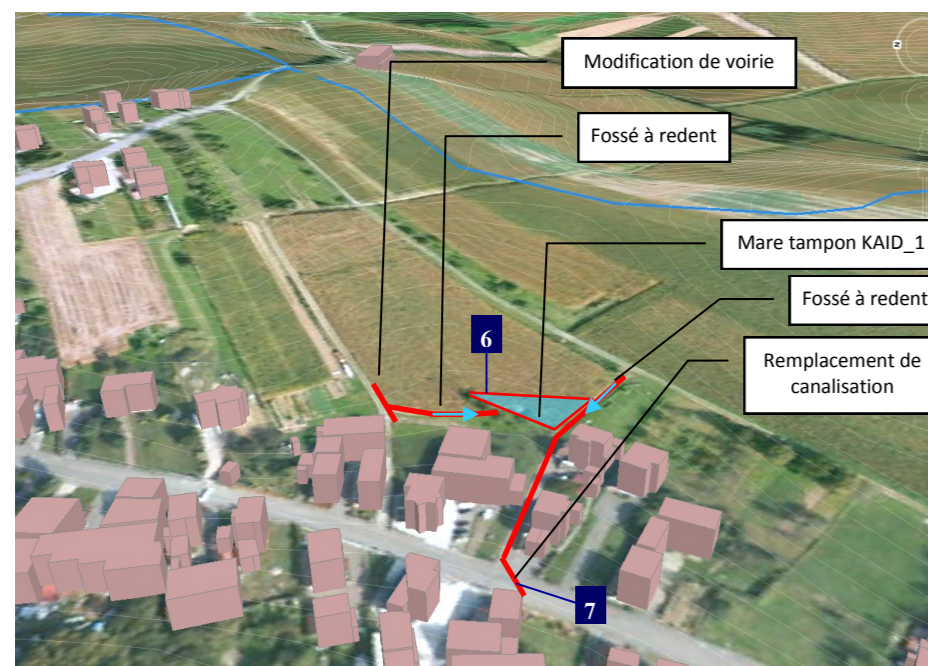 Modification de voirie
Fossé à redent
Mare tampon KAID_1
Fossé à redent
6
Remplacement de
canalisation
7
N